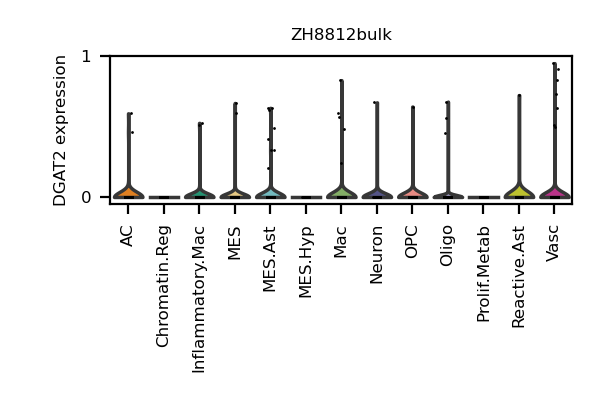 ZH8812bulk
DGAT2 expression
1
0
AC
Chromatin.Reg
Inflammatory.Mac
MES
MES.Ast
MES.Hyp
Mac
Neuron
OPC
Oligo
Prolif.Metab
Reactive.Ast
Vasc